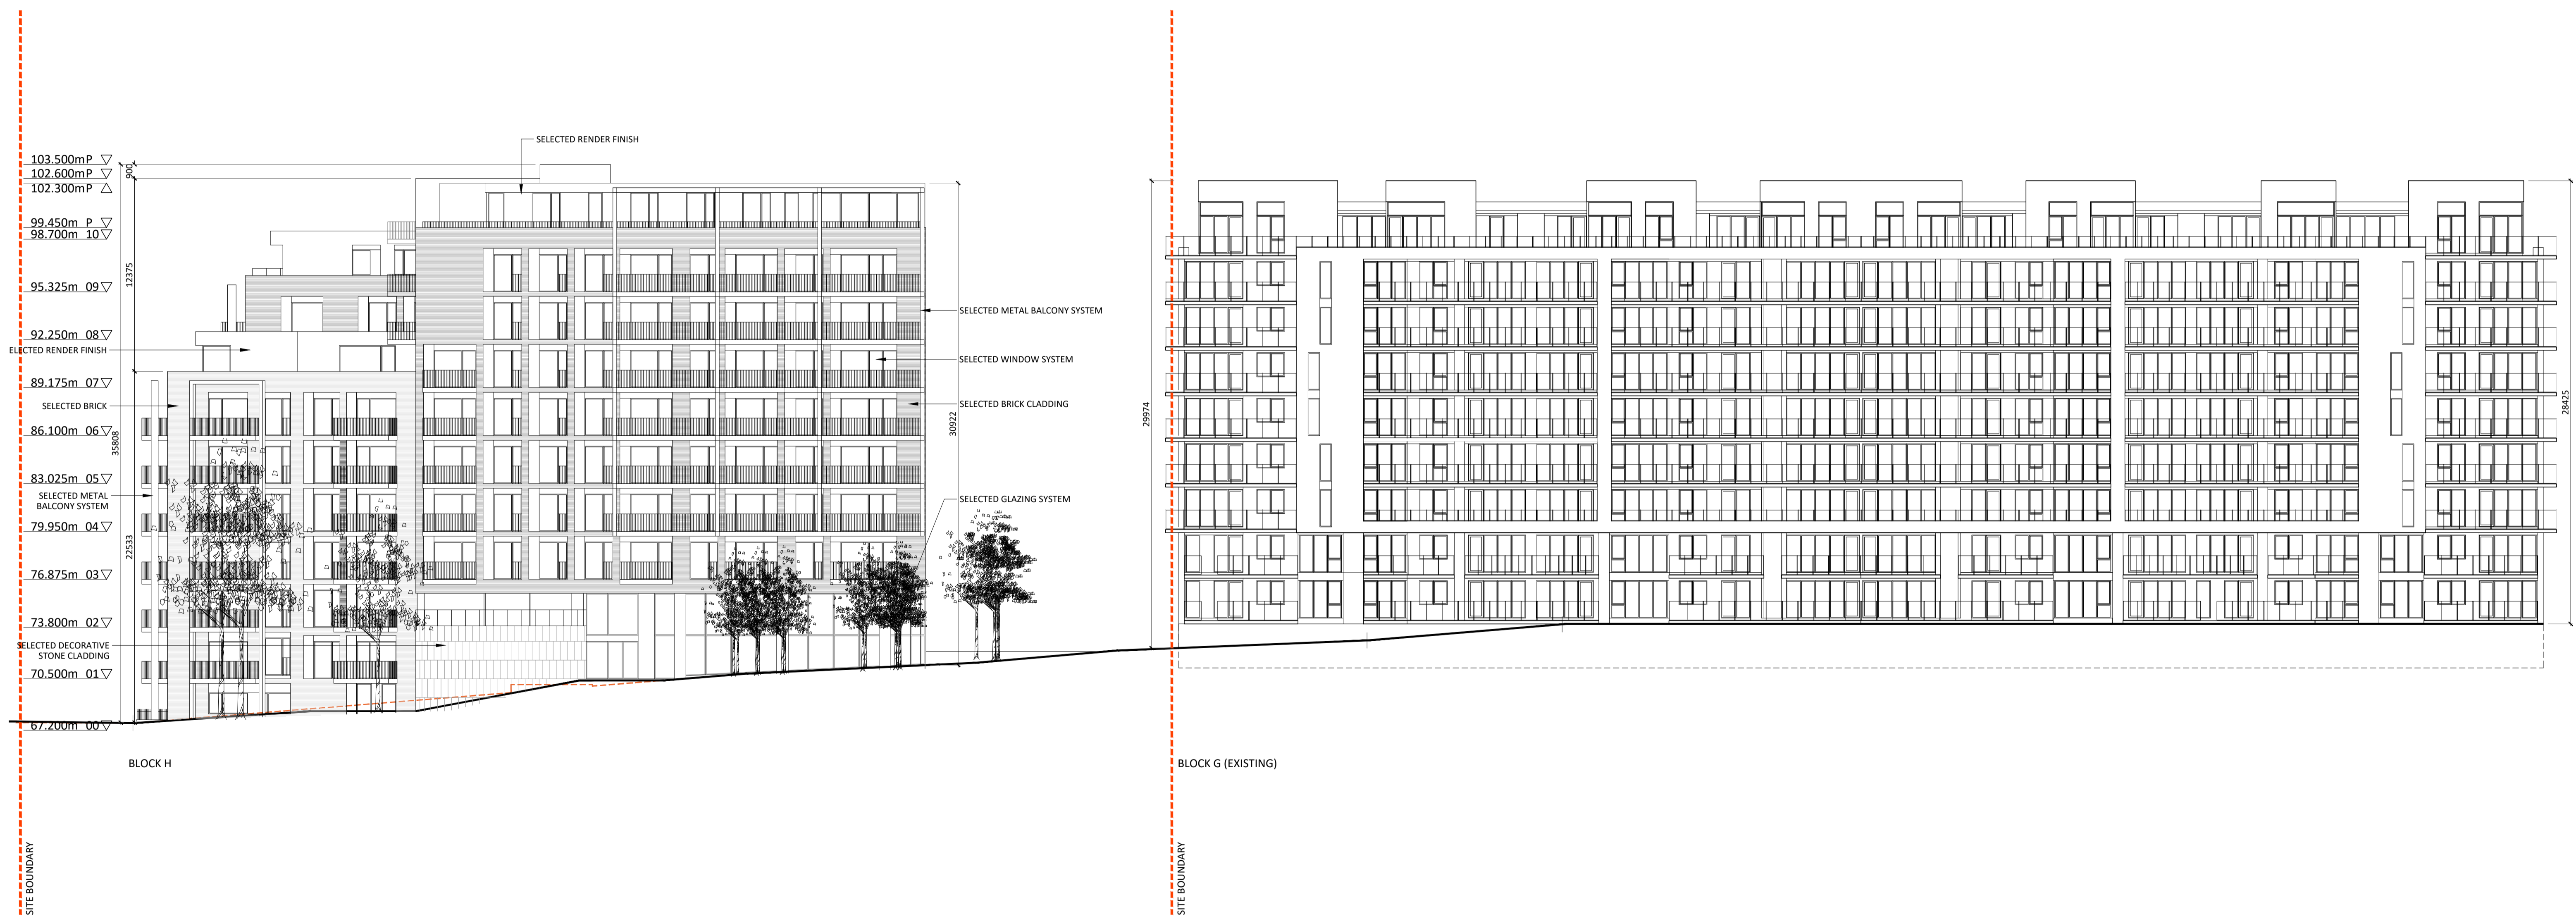 SELECTED RENDER FINISH
103.500mP
102.600mP
102.300mP
99.450m P
98.700m 10
95.325m 09
92.250m 08
ELECTED RENDER FINISH
89.175m 07
SELECTED BRICK
86.100m 06
83.025m 05
SELECTED METAL
BALCONY SYSTEM
79.950m 04
76.875m 03
73.800m 02
SELECTED DECORATIVE
STONE CLADDING
70.500m 01
67.200m 00
900
12375
35808
22533
SELECTED METAL BALCONY SYSTEM
SELECTED WINDOW SYSTEM
SELECTED BRICK CLADDING
SELECTED GLAZING SYSTEM
30922
29974
28425
BLOCK H
BLOCK G (EXISTING)
SITE BOUNDARY
SITE BOUNDARY